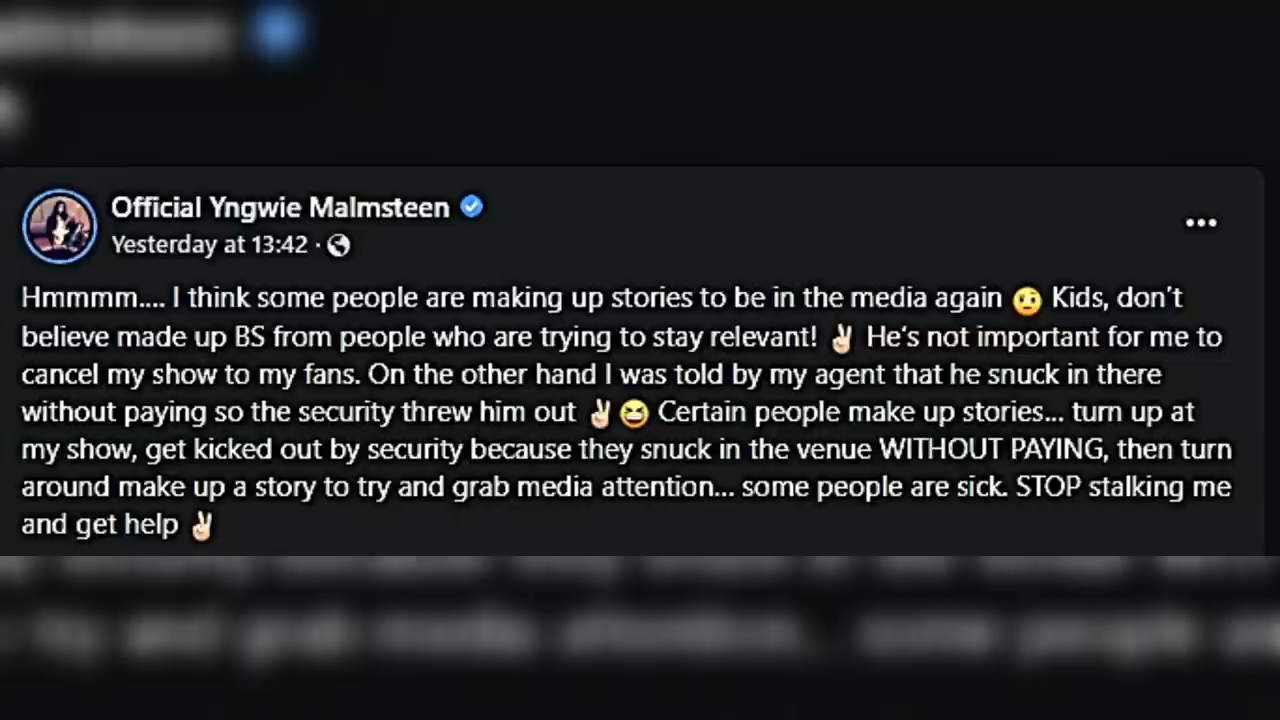 Official Yngwie Malmsteen
Yesterday at 13:42 ·
Hmmmm.... I think some people are making up stories to be in the media again 🤨 Kids, don't
believe made up BS from people who are trying to stay relevant! ✌🏻 He‘s not important for me to
cancel my show to my fans. On the other hand I was told by my agent that he snuck in there
without paying so the security threw him out ✌🏻😆 Certain people make up stories... turn up at
my show, get kicked out by security because they snuck in the venue WITHOUT PAYING, then turn
around make up a story to try and grab media attention... some people are sick. STOP stalking me
and get help ✌🏻